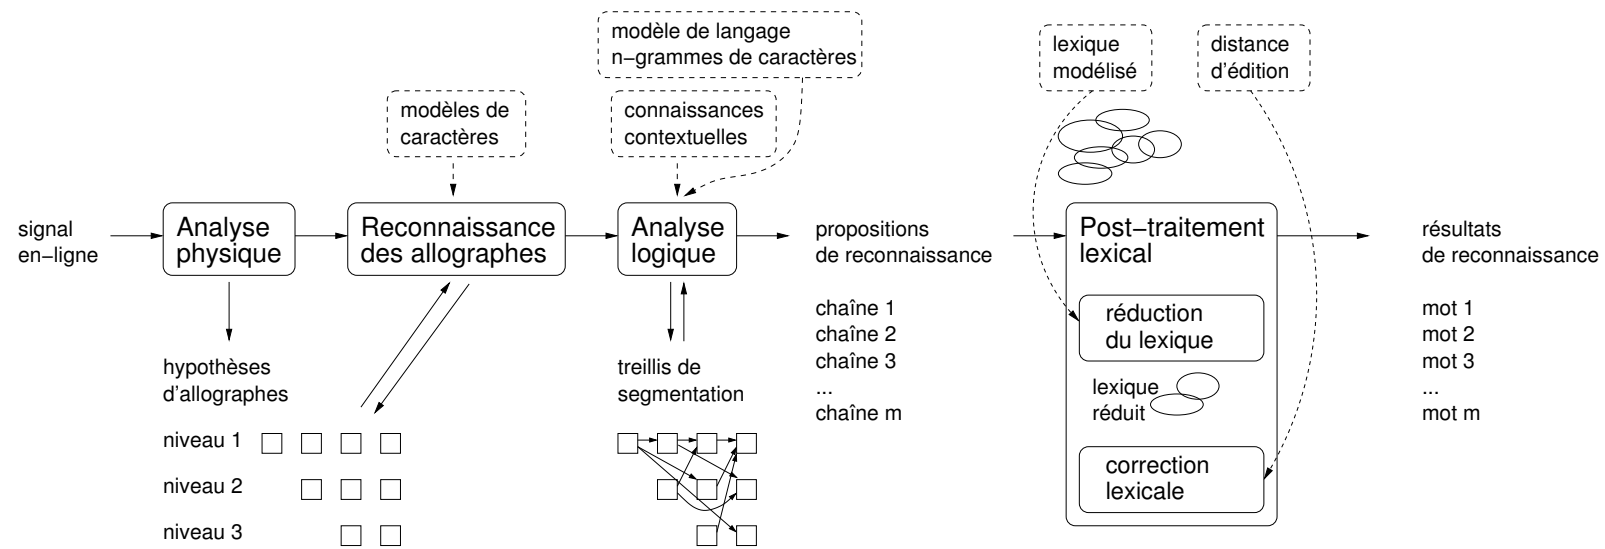 modèle de langage
n−grammes de caractères
lexique
modélisé
distance
d'édition
modèles de
caractères
connaissances
contextuelles
signal
en−ligne
Analyse
physique
Reconnaissance
des allographes
Analyse
logique
propositions
de reconnaissance
Post−traitement
lexical
résultats
de reconnaissance
hypothèses
d'allographes
niveau 1
niveau 2
niveau 3
treillis de
segmentation
chaîne 1
chaîne 2
chaîne 3
...
chaîne m
réduction
du lexique
lexique
réduit
correction
lexicale
mot 1
mot 2
mot 3
...
mot m